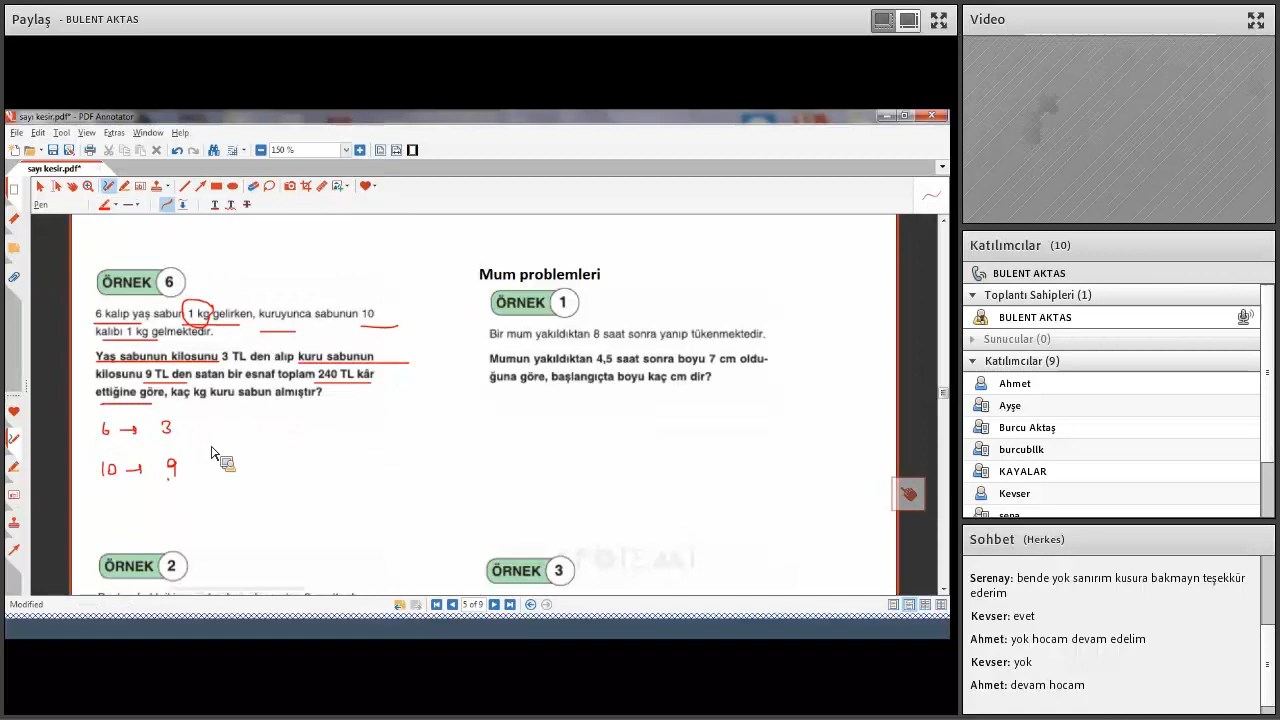 Paylaş - BULENT AKTAS
sayı kesir.pdf* - PDF Annotator
File Edit Tool View Extras Window Help
150 %
sayı kesir.pdf*
Pen
ÖRNEK 6
6 kalıp yaş sabun 1 kg gelirken, kuruyunca sabunun 10
kalıbı 1 kg gelmektedir.
Yaş sabunun kilosunu 3 TL den alıp kuru sabunun
kilosunu 9 TL den satan bir esnaf toplam 240 TL kâr
ettiğine göre, kaç kg kuru sabun almıştır?
6 → 3
10 → 9
ÖRNEK 2
Mum problemleri
ÖRNEK 1
Bir mum yakıldıktan 8 saat sonra yanıp tükenmektedir.
Mumun yakıldıktan 4,5 saat sonra boyu 7 cm oldu-
ğuna göre, başlangıçta boyu kaç cm dir?
ÖRNEK 3
Modified
5 of 9
Video
Katılımcılar (10)
BULENT AKTAS
Toplantı Sahipleri (1)
BULENT AKTAS
Sunucular (0)
Katılımcılar (9)
Ahmet
Ayşe
Burcu Aktaş
burcubllk
KAYALAR
Kevser
sena
Sohbet (Herkes)
Serenay: bende yok sanırım kusura bakmayn teşekkür
ederim
Kevser: evet
Ahmet: yok hocam devam edelim
Kevser: yok
Ahmet: devam hocam